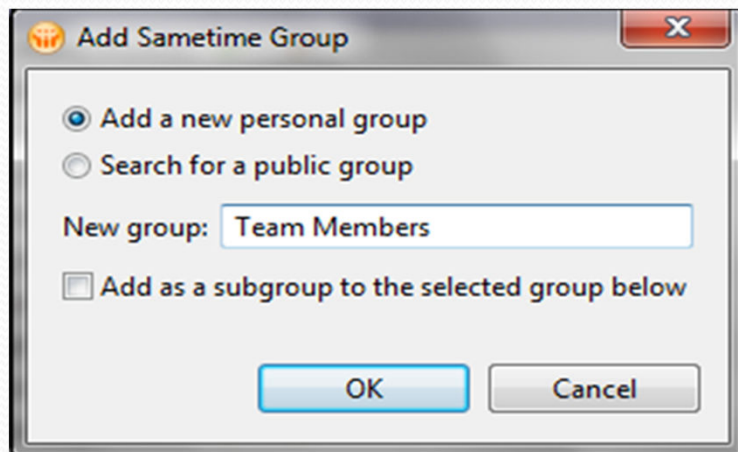 Add Sametime Group
Add a new personal group
Search for a public group
New group: Team Members
Add as a subgroup to the selected group below
OK Cancel